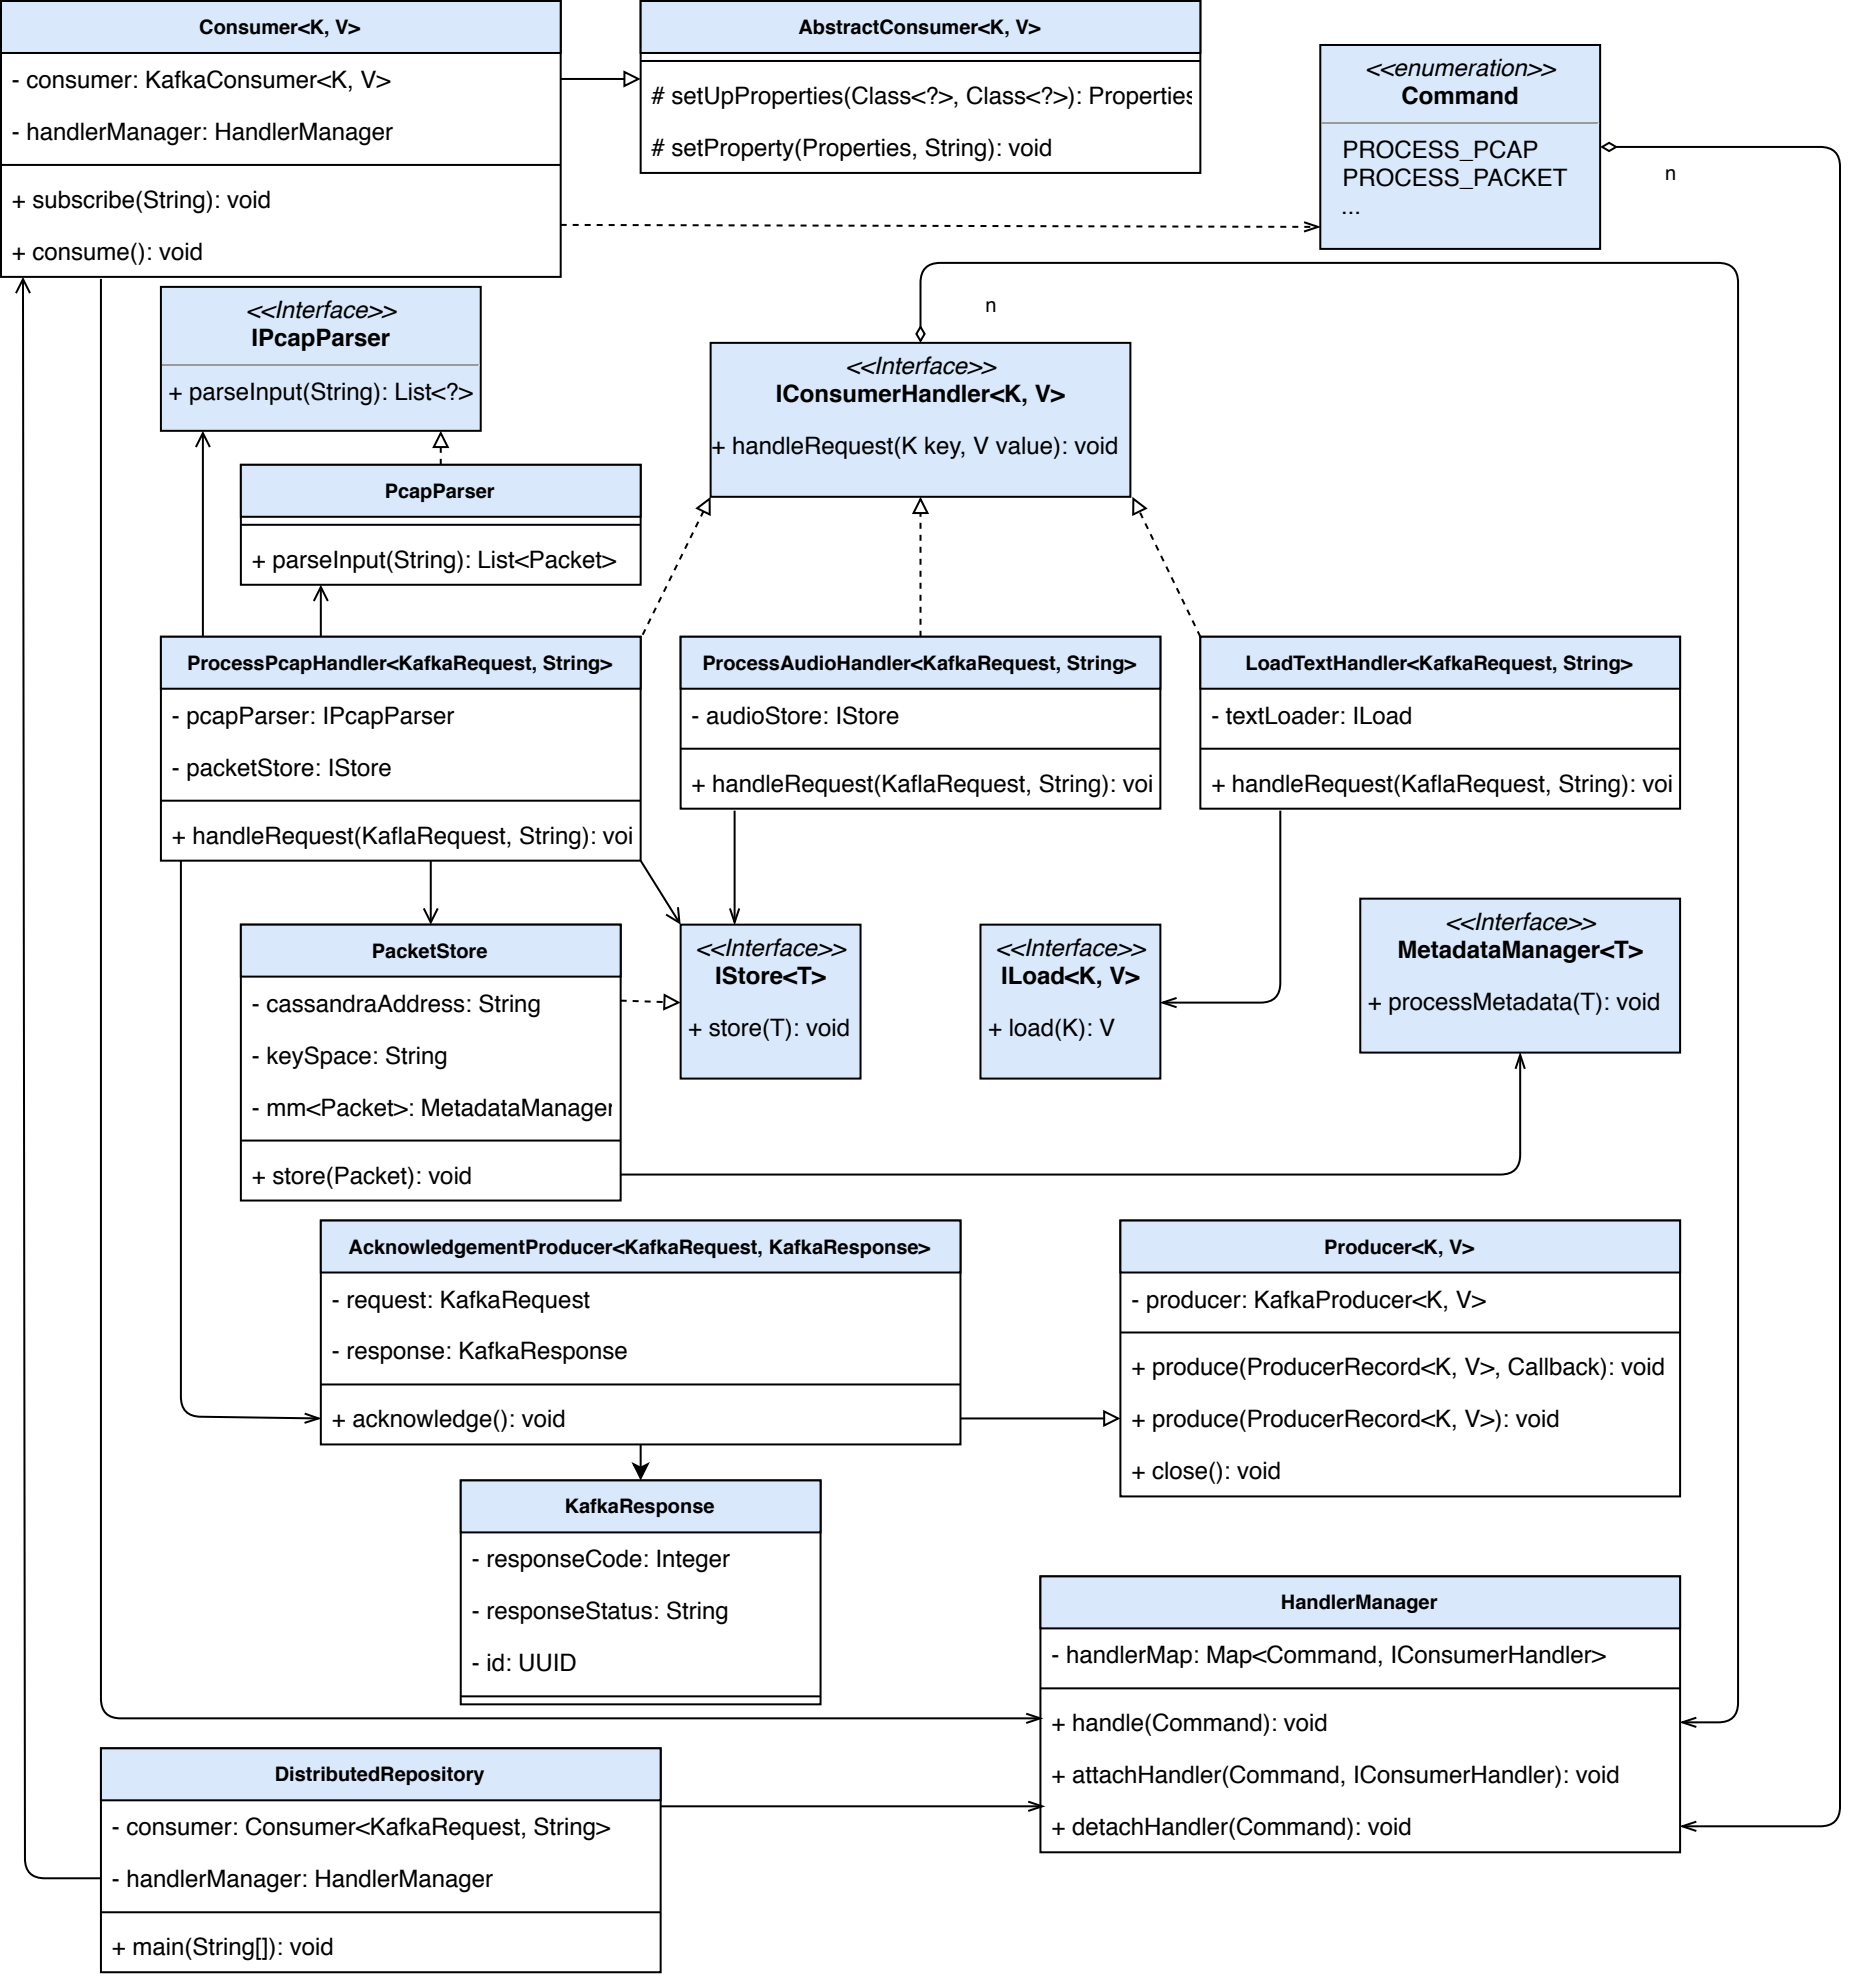 Consumer<K, V>
- consumer: KafkaConsumer<K, V>
- handlerManager: HandlerManager
+ subscribe(String): void
+ consume(): void
AbstractConsumer<K, V>
# setUpProperties(Class<?>, Class<?>): Properties
# setProperty(Properties, String): void
<<enumeration>>
Command
PROCESS_PCAP
PROCESS_PACKET
...
n
<<Interface>>
IPcapParser
+ parseInput(String): List<?>
n
<<Interface>>
IConsumerHandler<K, V>
+ handleRequest(K key, V value): void
PcapParser
+ parseInput(String): List<Packet>
ProcessPcapHandler<KafkaRequest, String>
- pcapParser: IPcapParser
- packetStore: IStore
+ handleRequest(KaflaRequest, String): voi
ProcessAudioHandler<KafkaRequest, String>
- audioStore: IStore
+ handleRequest(KaflaRequest, String): voi
LoadTextHandler<KafkaRequest, String>
- textLoader: ILoad
+ handleRequest(KaflaRequest, String): voi
PacketStore
- cassandraAddress: String
- keySpace: String
- mm<Packet>: MetadataManager
+ store(Packet): void
<<Interface>>
IStore<T>
+ store(T): void
<<Interface>>
ILoad<K, V>
+ load(K): V
<<Interface>>
MetadataManager<T>
+ processMetadata(T): void
AcknowledgementProducer<KafkaRequest, KafkaResponse>
- request: KafkaRequest
- response: KafkaResponse
+ acknowledge(): void
Producer<K, V>
- producer: KafkaProducer<K, V>
+ produce(ProducerRecord<K, V>, Callback): void
+ produce(ProducerRecord<K, V>): void
+ close(): void
KafkaResponse
- responseCode: Integer
- responseStatus: String
- id: UUID
HandlerManager
- handlerMap: Map<Command, IConsumerHandler>
+ handle(Command): void
+ attachHandler(Command, IConsumerHandler): void
+ detachHandler(Command): void
DistributedRepository
- consumer: Consumer<KafkaRequest, String>
- handlerManager: HandlerManager
+ main(String[]): void